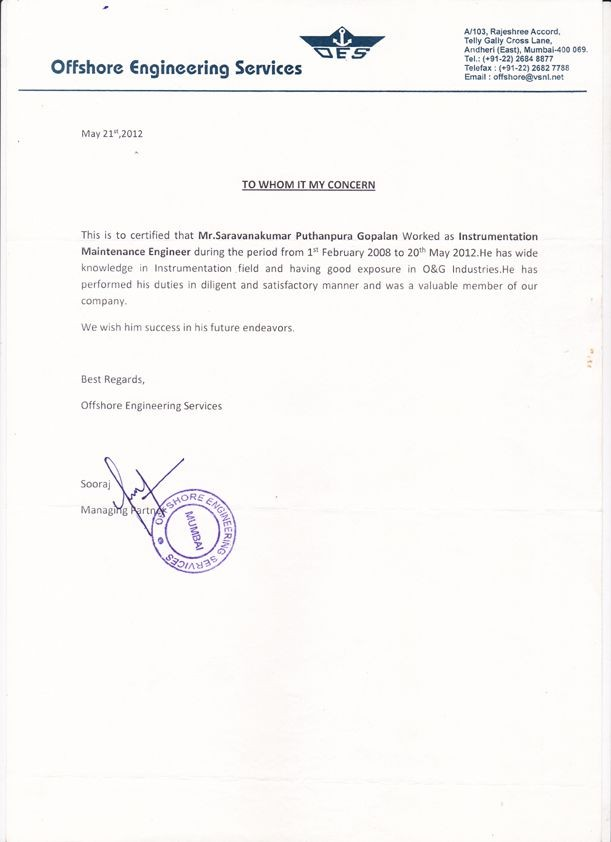 OES
Offshore Engineering Services
A/103, Rajeshree Accord,
Telly Gally Cross Lane,
Andheri (East), Mumbai-400 069.
Tel.: (+91-22) 2684 8877
Telefax : (+91-22) 2682 7788
Email : offshore@vsnl.net
May 21st,2012
TO WHOM IT MY CONCERN
This is to certified that Mr.Saravanakumar Puthanpura Gopalan Worked as Instrumentation
Maintenance Engineer during the period from 1st February 2008 to 20th May 2012.He has wide
knowledge in Instrumentation field and having good exposure in O&G Industries.He has
performed his duties in diligent and satisfactory manner and was a valuable member of our
company.
We wish him success in his future endeavors.
Best Regards,
Offshore Engineering Services
Sooraj
Managing Partner
OFFSHORE ENGINEERING SERVICES
MUMBAI